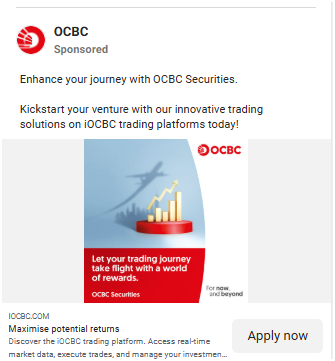 OCBC
Sponsored
Enhance your journey with OCBC Securities.
Kickstart your venture with our innovative trading
solutions on iOCBC trading platforms today!
OCBC
Let your trading journey
take flight with a world
of rewards.
OCBC Securities
For now,
and beyond
IOCBC.COM
Maximise potential returns
Discover the iOCBC trading platform. Access real-time
market data, execute trades, and manage your investmen...
Apply now